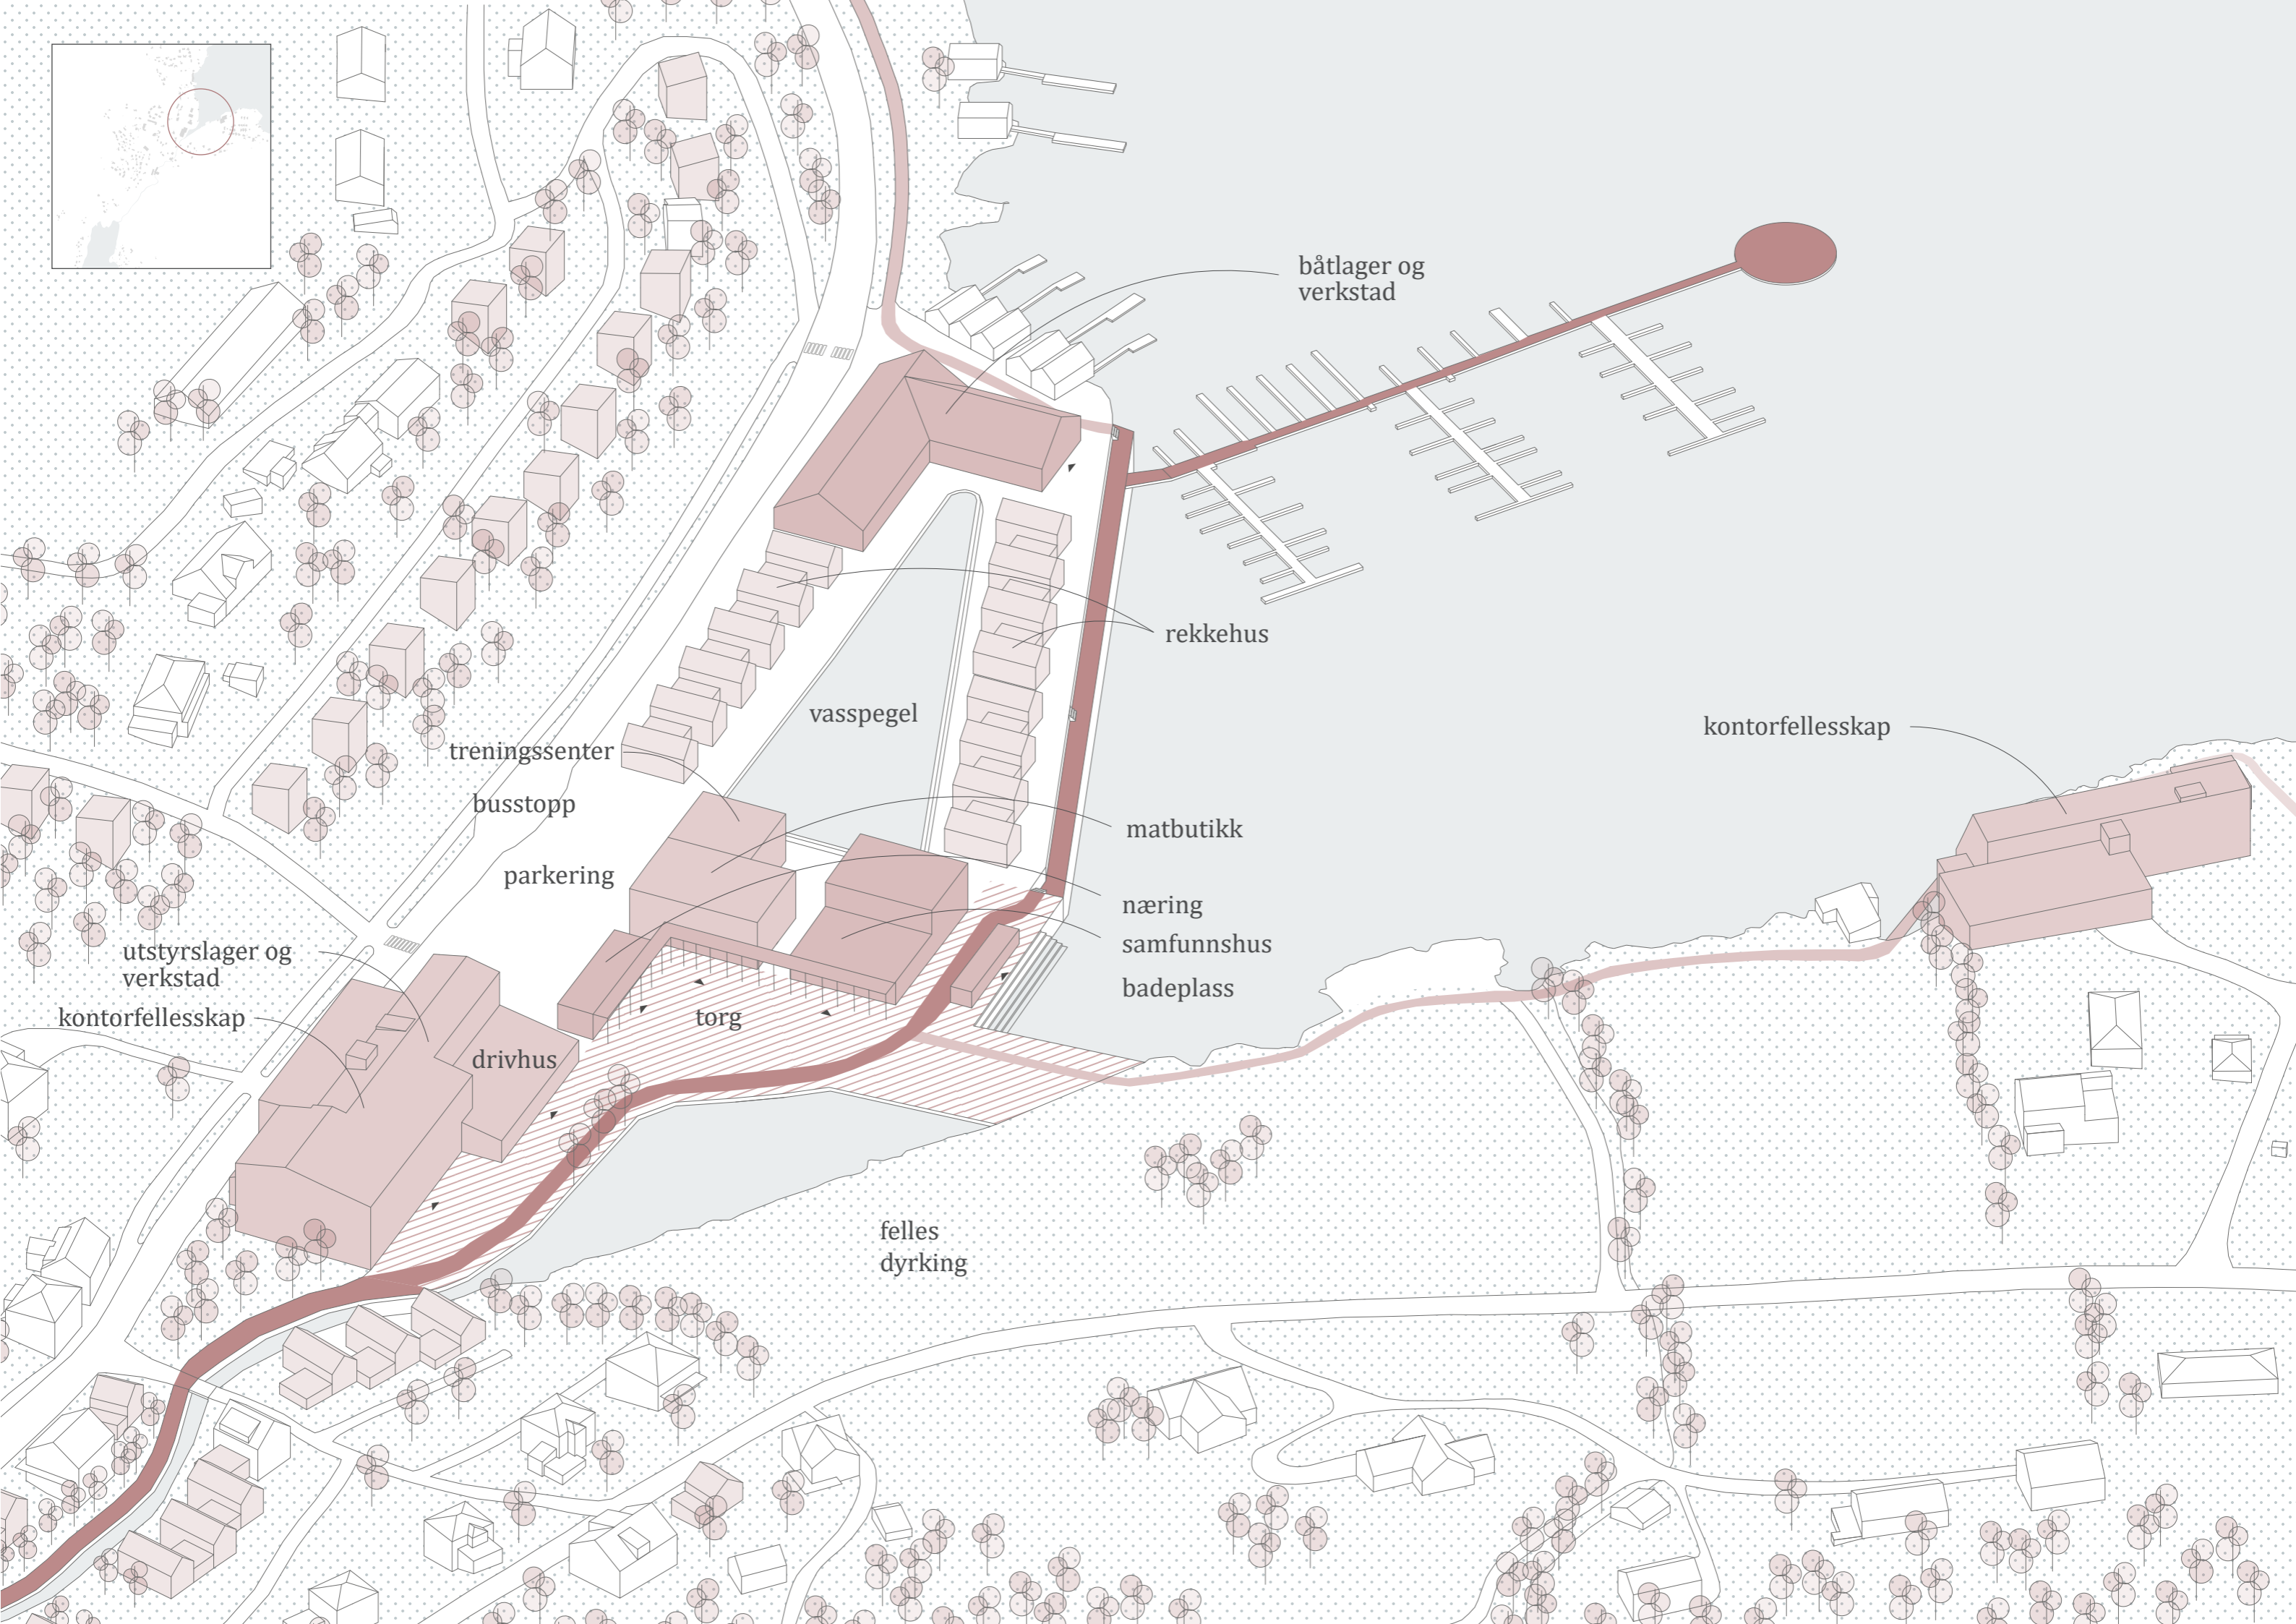 båtlager og
verkstad
rekkehus
vasspegel
kontorfellesskap
treningssenter
busstopp
matbutikk
parkering
næring
samfunnshus
utstyrslager og
verkstad
badeplass
kontorfellesskap
torg
drivhus
felles
dyrking